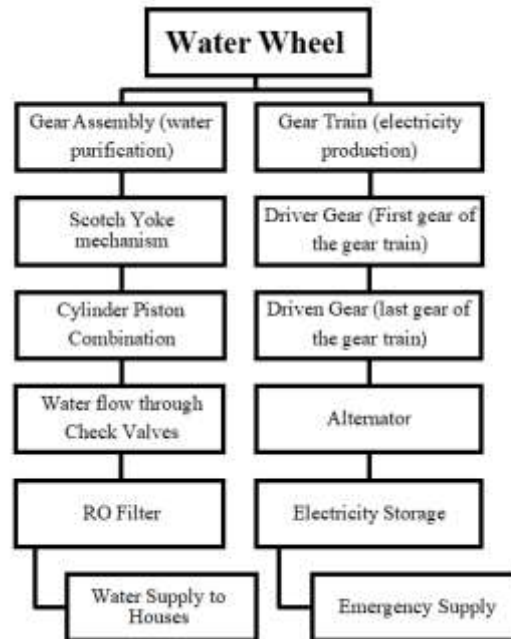 Water Wheel
Gear Assembly (water
purification)
Scotch Yoke
mechanism
Cylinder Piston
Combination
Water flow through
Check Valves
RO Filter
Water Supply to
Houses
Gear Train (electricity
production)
Driver Gear (First gear of
the gear train)
Driven Gear (last gear of
the gear train)
Alternator
Electricity Storage
Emergency Supply